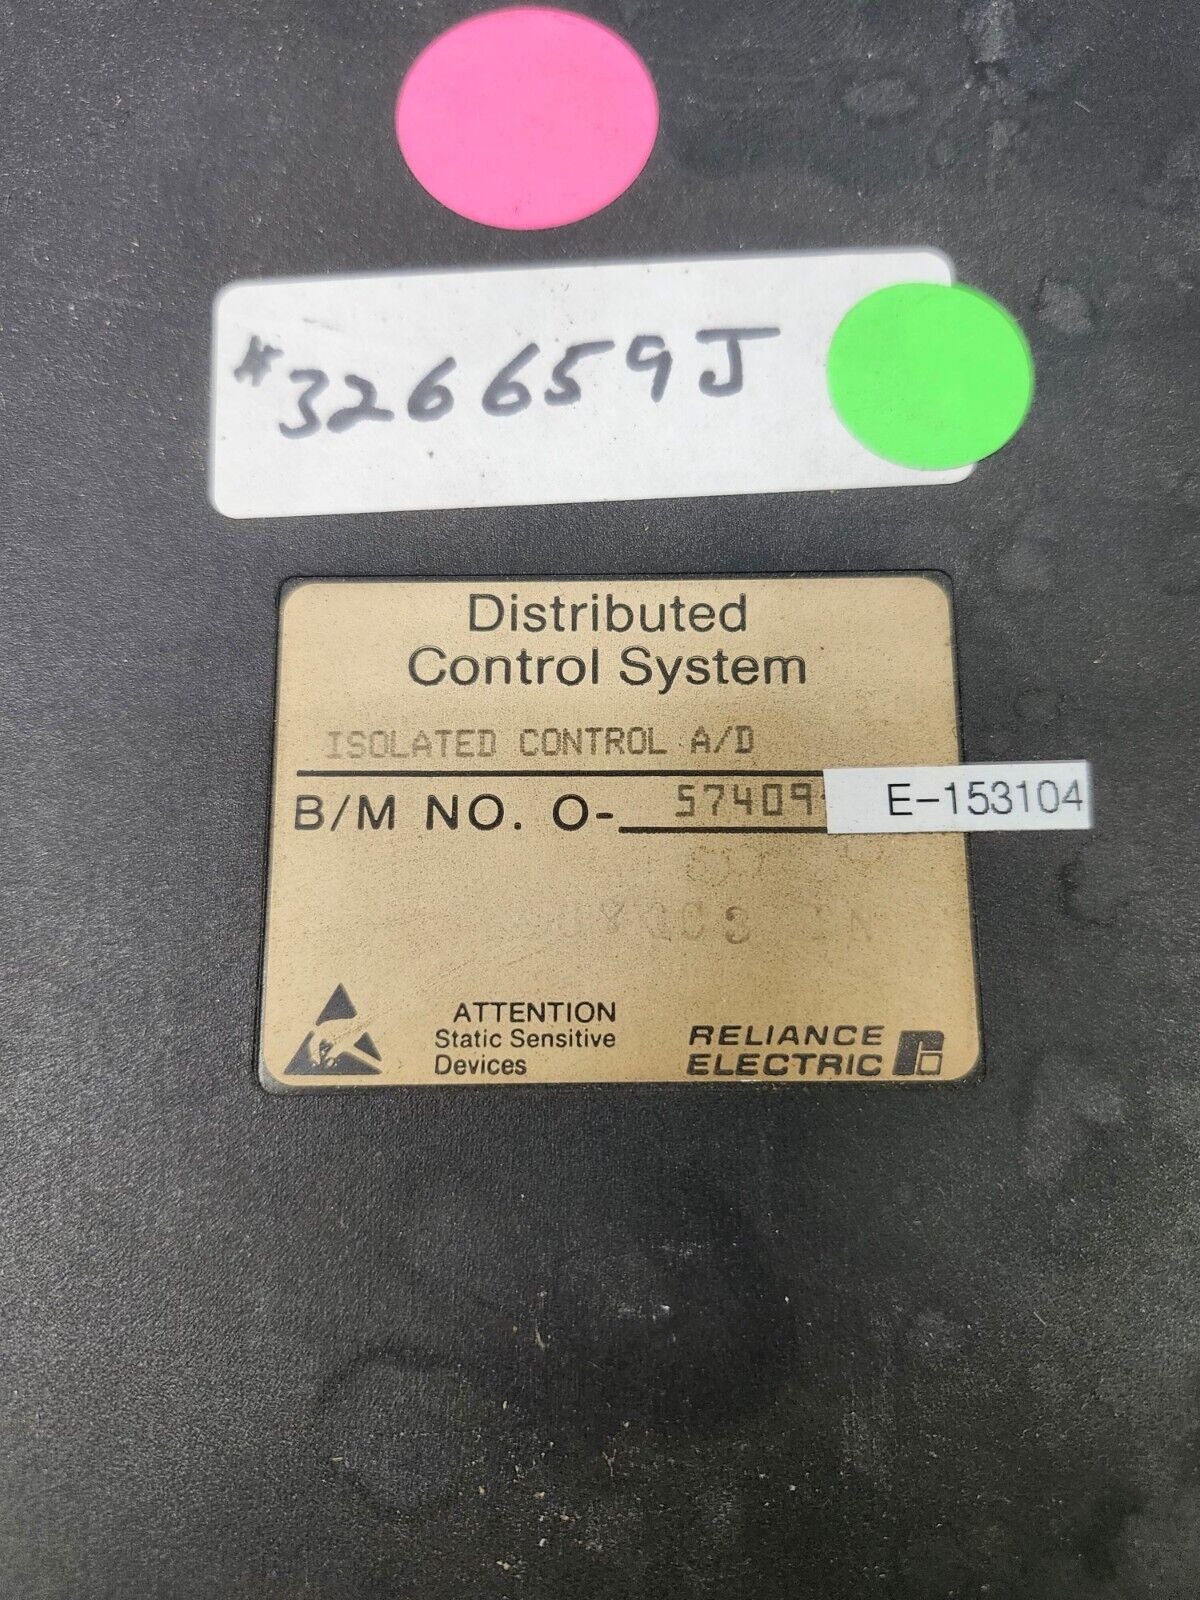 #326659J
Distributed
Control System
ISOLATED CONTROL A/D
B/M NO. O- 57409
E-153104
ATTENTION
Static Sensitive
Devices
RELIANCE
ELECTRIC